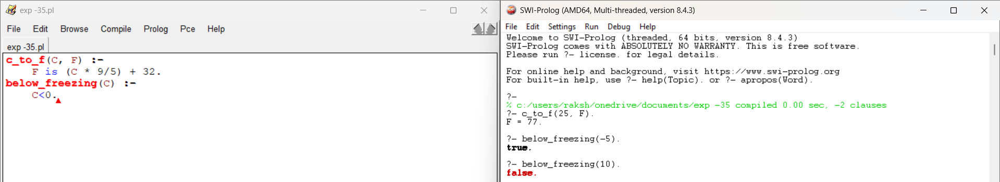 exp -35.pl
File Edit Browse Compile Prolog Pce Help
exp -35.pl
c_to_f(C, F) :-
    F is (C * 9/5) + 32.
below_freezing(C) :-
    C<0.
SWI-Prolog (AMD64, Multi-threaded, version 8.4.3)
File Edit Settings Run Debug Help
Welcome to SWI-Prolog (threaded, 64 bits, version 8.4.3)
SWI-Prolog comes with ABSOLUTELY NO WARRANTY. This is free software.
Please run ?- license. for legal details.
For online help and background, visit https://www.swi-prolog.org
For built-in help, use ?- help(Topic). or ?- apropos(Word).
?-
% c:/users/raksh/onedrive/documents/exp -35 compiled 0.00 sec, -2 clauses
?- c_to_f(25, F).
F = 77.
?- below_freezing(-5).
true.
?- below_freezing(10).
false.